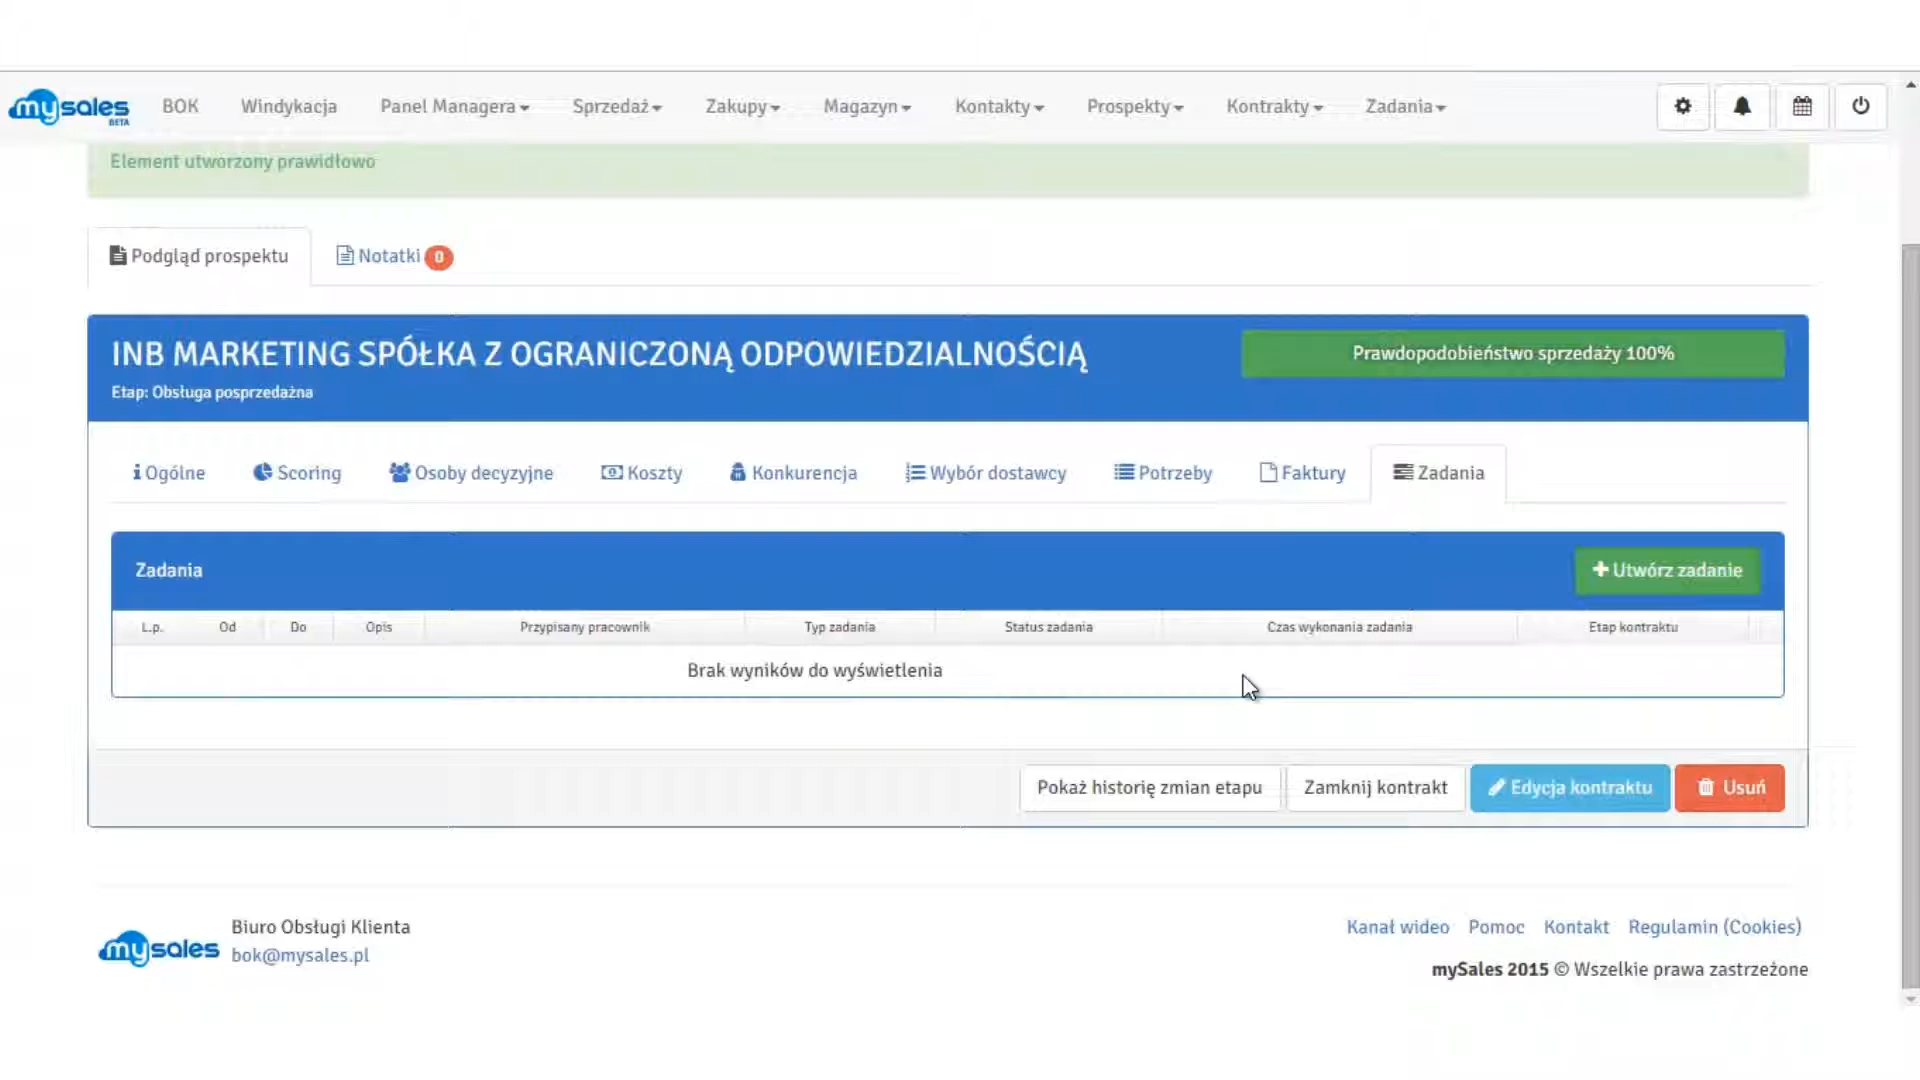 mysales BETA BOK Windykacja Panel Managera Sprzedaż Zakupy Magazyn Kontakty Prospekty Kontrakty Zadania
Element utworzony prawidłowo
Podgląd prospektu Notatki 0
INB MARKETING SPÓŁKA Z OGRANICZONĄ ODPOWIEDZIALNOŚCIĄ Prawdopodobieństwo sprzedaży 100%
Etap: Obsługa posprzedażna
Ogólne Scoring Osoby decyzyjne Koszty Konkurencja Wybór dostawcy Potrzeby Faktury Zadania
Zadania Utwórz zadanie
L.p. Od Do Opis Przypisany pracownik Typ zadania Status zadania Czas wykonania zadania Etap kontraktu
Brak wyników do wyświetlenia
Pokaż historię zmian etapu Zamknij kontrakt Edycja kontraktu Usuń
mysales Biuro Obsługi Klienta Kanał wideo Pomoc Kontakt Regulamin (Cookies)
bok@mysales.pl mySales 2015 © Wszelkie prawa zastrzeżone